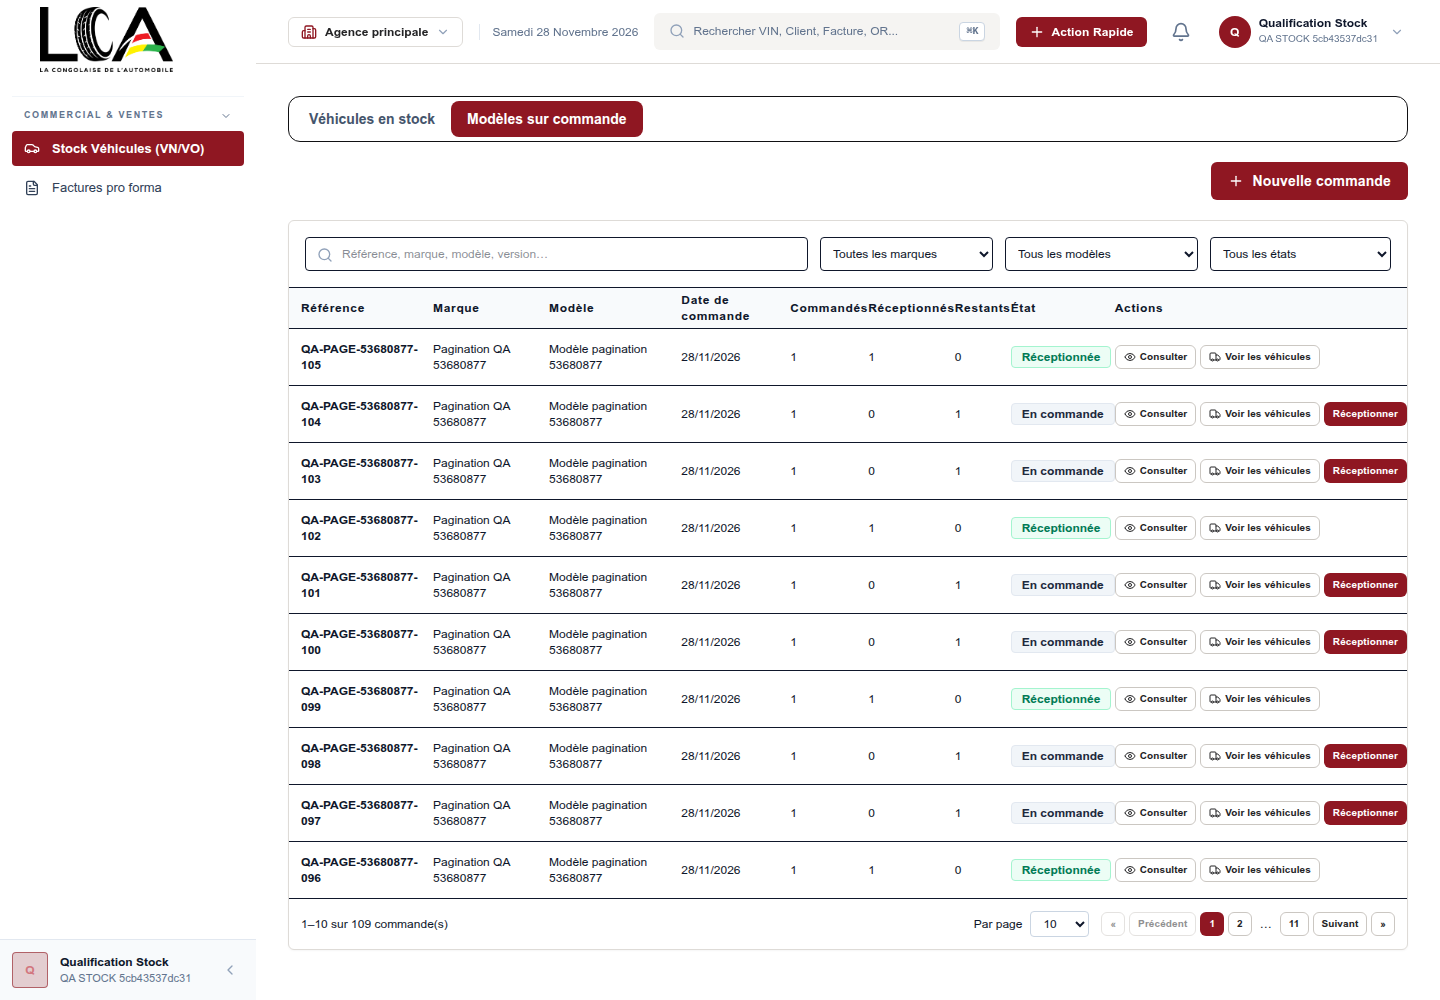 LCA
LA CONGOLAISE DE L'AUTOMOBILE
Agence principale
Samedi 28 Novembre 2026
Rechercher VIN, Client, Facture, OR...
⌘K
Action Rapide
Q
Qualification Stock
QA STOCK 5cb43537dc31
COMMERCIAL & VENTES
Stock Véhicules (VN/VO)
Factures pro forma
Véhicules en stock
Modèles sur commande
Nouvelle commande
Référence, marque, modèle, version…
Toutes les marques
Tous les modèles
Tous les états
Référence Marque Modèle Date de commande Commandés Réceptionnés Restants État Actions
QA-PAGE-53680877-105 Pagination QA 53680877 Modèle pagination 53680877 28/11/2026 1 1 0 Réceptionnée Consulter Voir les véhicules
QA-PAGE-53680877-104 Pagination QA 53680877 Modèle pagination 53680877 28/11/2026 1 0 1 En commande Consulter Voir les véhicules Réceptionner
QA-PAGE-53680877-103 Pagination QA 53680877 Modèle pagination 53680877 28/11/2026 1 0 1 En commande Consulter Voir les véhicules Réceptionner
QA-PAGE-53680877-102 Pagination QA 53680877 Modèle pagination 53680877 28/11/2026 1 1 0 Réceptionnée Consulter Voir les véhicules
QA-PAGE-53680877-101 Pagination QA 53680877 Modèle pagination 53680877 28/11/2026 1 0 1 En commande Consulter Voir les véhicules Réceptionner
QA-PAGE-53680877-100 Pagination QA 53680877 Modèle pagination 53680877 28/11/2026 1 0 1 En commande Consulter Voir les véhicules Réceptionner
QA-PAGE-53680877-099 Pagination QA 53680877 Modèle pagination 53680877 28/11/2026 1 1 0 Réceptionnée Consulter Voir les véhicules
QA-PAGE-53680877-098 Pagination QA 53680877 Modèle pagination 53680877 28/11/2026 1 0 1 En commande Consulter Voir les véhicules Réceptionner
QA-PAGE-53680877-097 Pagination QA 53680877 Modèle pagination 53680877 28/11/2026 1 0 1 En commande Consulter Voir les véhicules Réceptionner
QA-PAGE-53680877-096 Pagination QA 53680877 Modèle pagination 53680877 28/11/2026 1 1 0 Réceptionnée Consulter Voir les véhicules
1–10 sur 109 commande(s)
Par page 10 « Précédent 1 2 … 11 Suivant »
Q
Qualification Stock
QA STOCK 5cb43537dc31